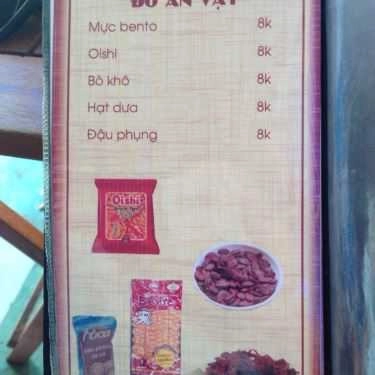 ĐỒ ĂN VẶT
Mực bento 8k
Oishi 8k
Bò khô 8k
Hạt dưa 8k
Đậu phụng 8k
Oishi